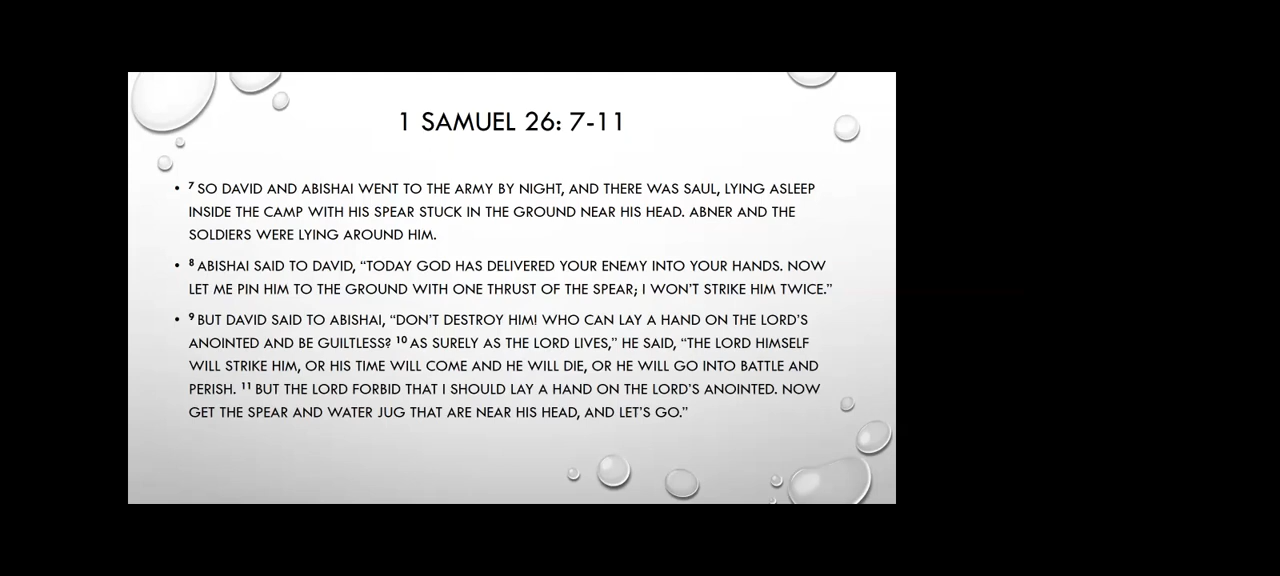 1 SAMUEL 26: 7-11
• 7 SO DAVID AND ABISHAI WENT TO THE ARMY BY NIGHT, AND THERE WAS SAUL, LYING ASLEEP
INSIDE THE CAMP WITH HIS SPEAR STUCK IN THE GROUND NEAR HIS HEAD. ABNER AND THE
SOLDIERS WERE LYING AROUND HIM.
• 8 ABISHAI SAID TO DAVID, “TODAY GOD HAS DELIVERED YOUR ENEMY INTO YOUR HANDS. NOW
LET ME PIN HIM TO THE GROUND WITH ONE THRUST OF THE SPEAR; I WON’T STRIKE HIM TWICE.”
• 9 BUT DAVID SAID TO ABISHAI, “DON’T DESTROY HIM! WHO CAN LAY A HAND ON THE LORD’S
ANOINTED AND BE GUILTLESS? 10 AS SURELY AS THE LORD LIVES,” HE SAID, “THE LORD HIMSELF
WILL STRIKE HIM, OR HIS TIME WILL COME AND HE WILL DIE, OR HE WILL GO INTO BATTLE AND
PERISH. 11 BUT THE LORD FORBID THAT I SHOULD LAY A HAND ON THE LORD’S ANOINTED. NOW
GET THE SPEAR AND WATER JUG THAT ARE NEAR HIS HEAD, AND LET’S GO.”